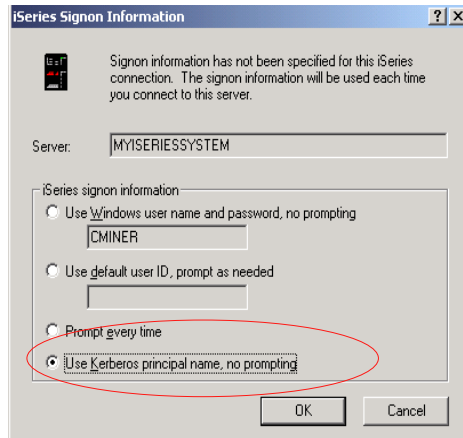 iSeries Signon Information
Signon information has not been specified for this iSeries
connection. The signon information will be used each time
you connect to this server.
Server: MYISERIESSYSTEM
iSeries signon information
Use Windows user name and password, no prompting
CMINER
Use default user ID, prompt as needed
Prompt every time
Use Kerberos principal name, no prompting
OK Cancel